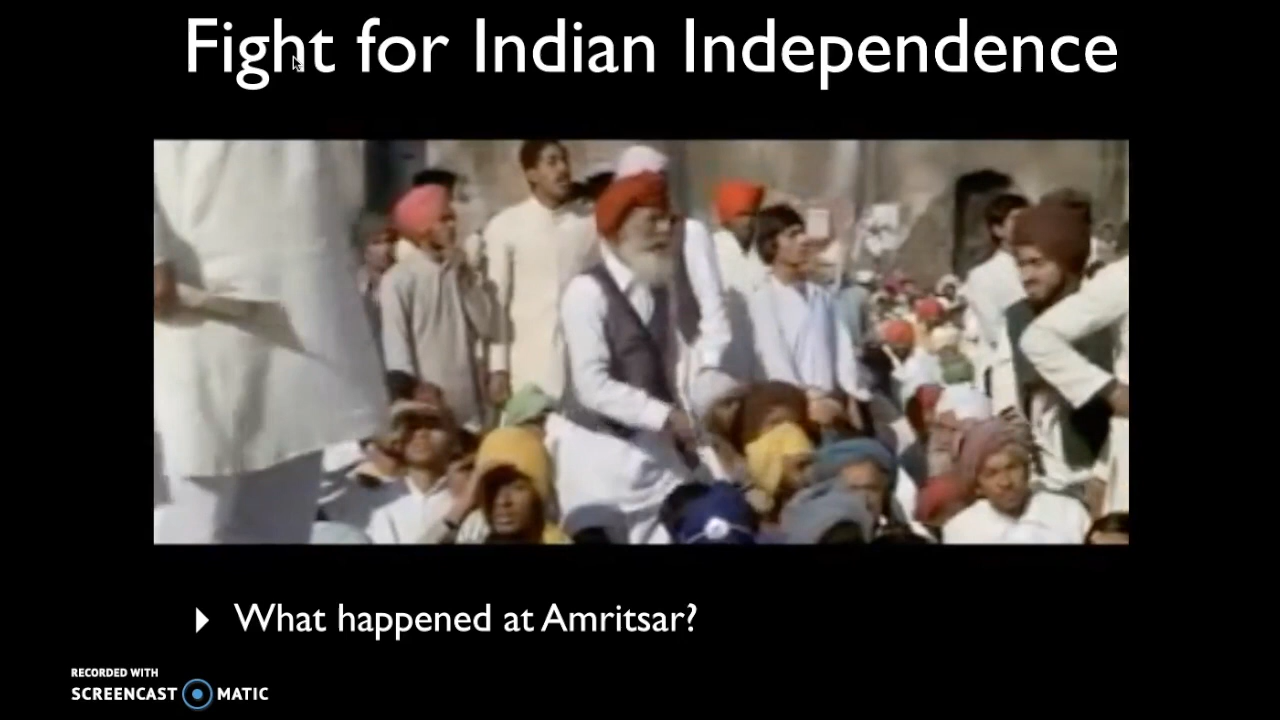 Fight for Indian Independence
What happened at Amritsar?
RECORDED WITH
SCREENCAST MATIC